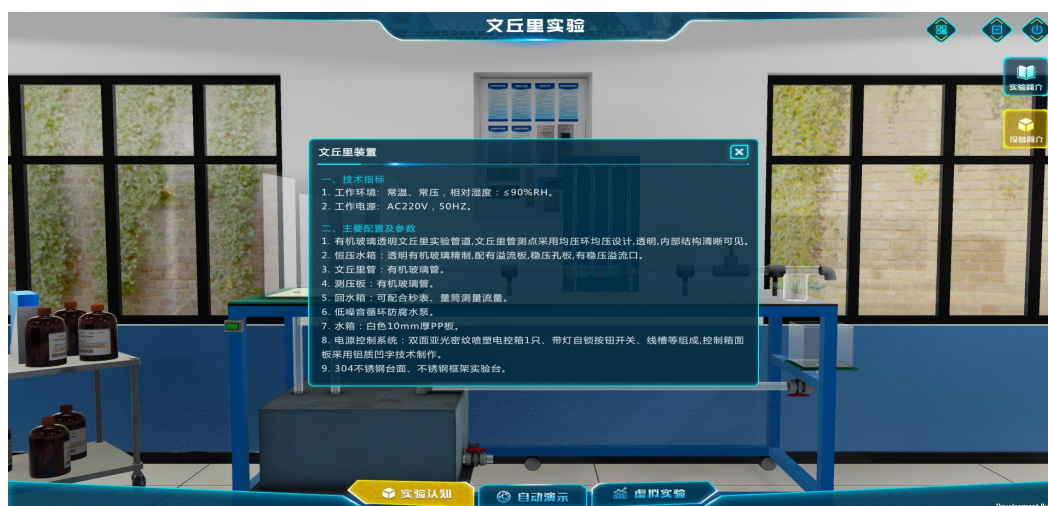 文丘里实验
实验简介
设备简介
文丘里装置
一、技术指标
1. 工作环境: 常温、常压，相对湿度：≤90%RH。
2. 工作电源: AC220V，50HZ。
二、主要配置及参数
1. 有机玻璃透明文丘里实验管道,文丘里管测点采用均压环均压设计,透明,内部结构清晰可见。
2. 恒压水箱：透明有机玻璃精制,配有溢流板,稳压孔板,有稳压溢流口。
3. 文丘里管：有机玻璃管。
4. 测压板：有机玻璃管。
5. 回水箱：可配合秒表、量筒测量流量。
6. 低噪音循环防腐水泵。
7. 水箱：白色10mm厚PP板。
8. 电源控制系统：双面亚光密纹喷塑电控箱1只、带灯自锁按钮开关、线槽等组成,控制箱面
板采用铝质凹字技术制作。
9. 304不锈钢台面、不锈钢框架实验台。
实验认知
自动演示
虚拟实验